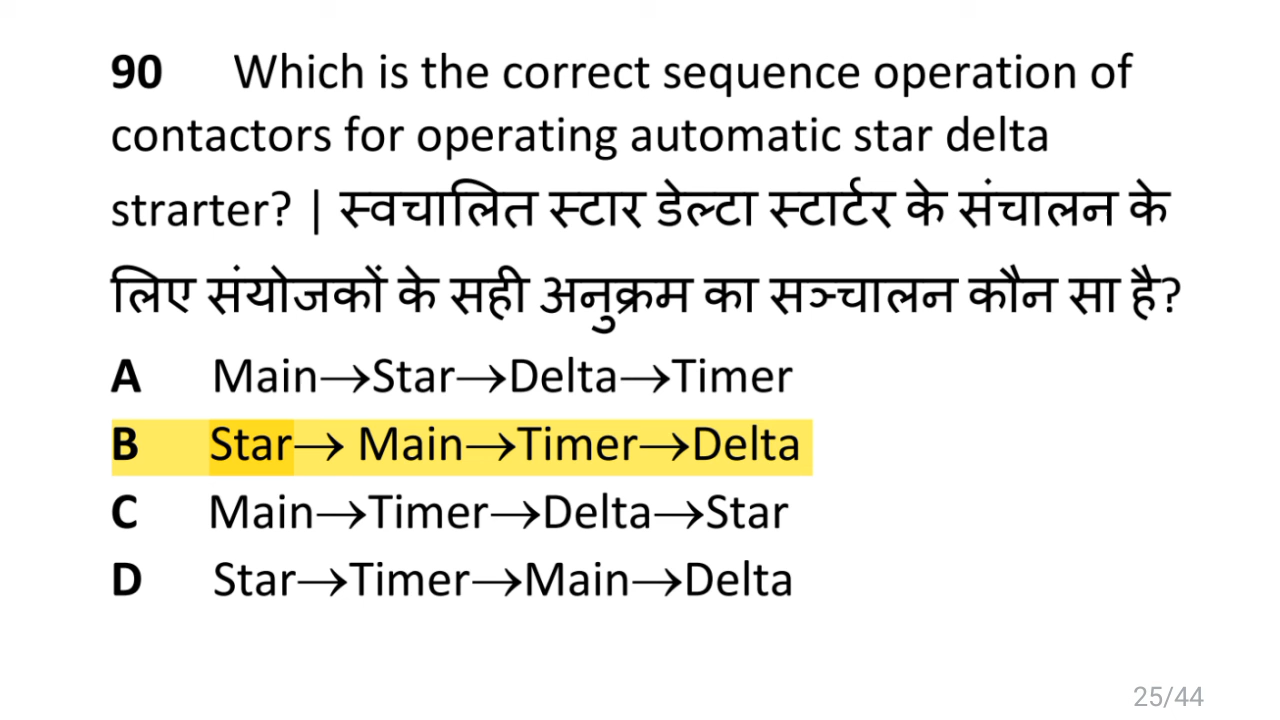 90 Which is the correct sequence operation of
contactors for operating automatic star delta
strarter? | स्वचालित स्टार डेल्टा स्टार्टर के संचालन के
लिए संयोजकों के सही अनुक्रम का सञ्चालन कौन सा है?
A Main→Star→Delta→Timer
B Star→ Main→Timer→Delta
C Main→Timer→Delta→Star
D Star→Timer→Main→Delta
25/44